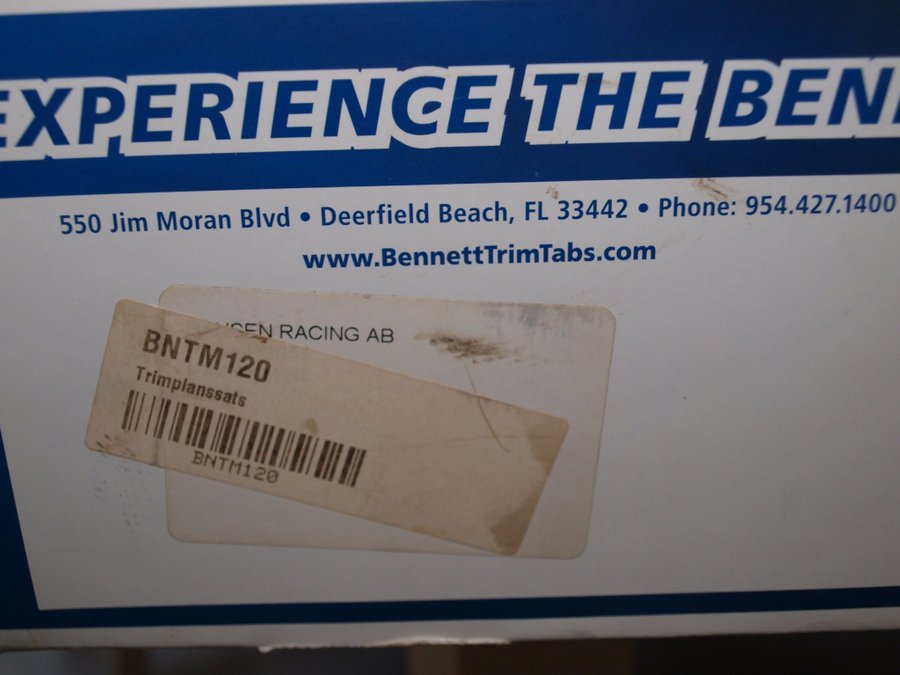 EXPERIENCE THE
550 Jim Moran Blvd • Deerfield Beach, FL 33442 • Phone: 954.427.1400
www.BennettTrimTabs.com
RACING AB
BNTM120
Trimplanssats
BNTM120